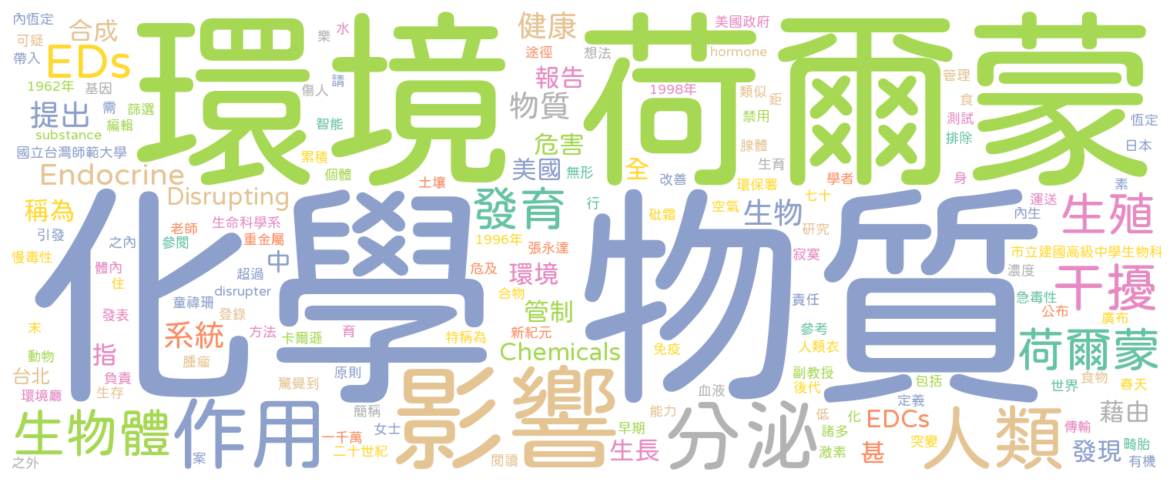 內恆定
合成
可疑
帶入
EDs
1962年
基因
提出
需
篩選
編輯
substance
國立台灣師範大學
Endocrine
Disrupting
稱為
引發
之內
參閱
老師
生命科學系
重金屬
慢毒性
體內
住
超過
中
disrupter
童禕珊
登錄
發表
末
系統
方法
動物
指
負責
腫瘤
台北
環境廳
生存
驚覺到
卡爾遜
育
原則
特稱為
環境荷爾蒙
樂
水
請
傷人
智能
累積
個體
土壤
健康
途徑
想法
美國政府
hormone
報告
物質
1998年
類似
距
禁用
危害
美國
無形
全
腺體
生育
改善
環保署
學者
七十
發育
行
砒霜
空氣
生物
研究
1996年
張永達
危及
環境
寂寞
合物
管制
責任
新紀元
Chemicals
免疫
參考
人類衣
副教授
後代
管理
食
測試
排除
恆定
日本
身
素
運送
內生
生殖
市立建國高級中學生物科
濃度
干擾
急毒性
公布
廣布
荷爾蒙
世界
食物
春天
化學物質
生物體
之外
作用
案
簡稱
女士
一千萬
二十世紀
影響
閱讀
早期
生長
能力
血液
分泌
低
化
諸多
激素
定義
包括
EDCs
突變
甚
人類
傳輸
藉由
發現
畸胎
有機